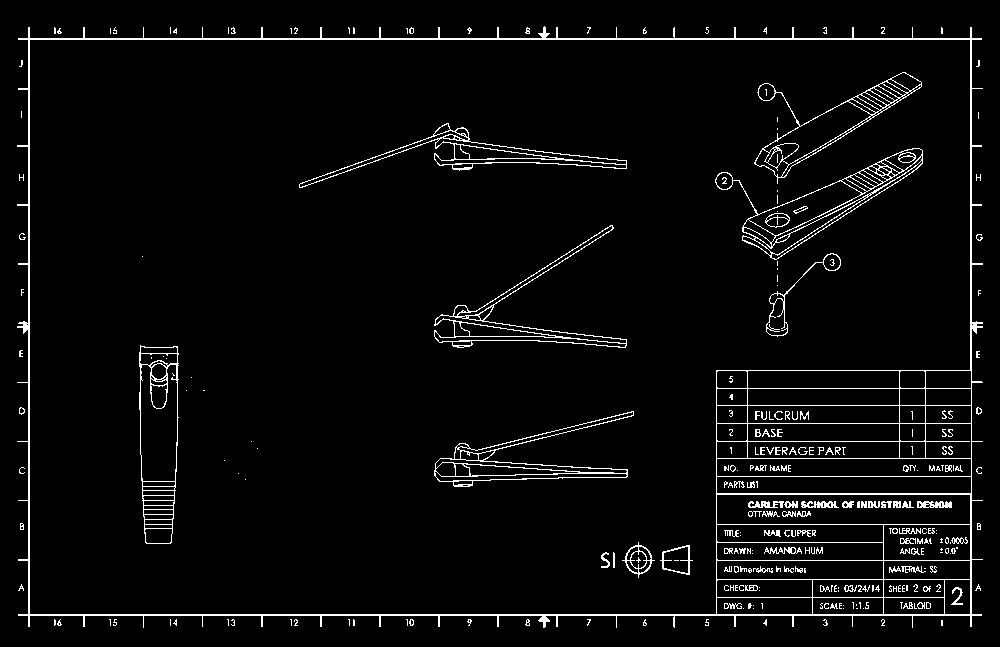 16 15 14 13 12 11 10 9 8 7 6 5 4 3 2 1
J J
I I
H H
G G
F F
E E
D D
C C
B B
A A
1
2
3
5
4
3 FULCRUM 1 SS
2 BASE 1 SS
1 LEVERAGE PART 1 SS
NO. PART NAME QTY. MATERIAL
PARTS LIST
CARLETON SCHOOL OF INDUSTRIAL DESIGN
OTTAWA, CANADA
TITLE: NAIL CLIPPER
TOLERANCES:
DECIMAL ±0.0005
ANGLE ±0.0°
DRAWN: AMANDA HUM
All Dimensions in Inches
MATERIAL: SS
CHECKED:
DATE: 03/24/14
SHEET 2 OF 2
2
DWG. #: 1
SCALE: 1:1.5
TABLOID
SI
16 15 14 13 12 11 10 9 8 7 6 5 4 3 2 1